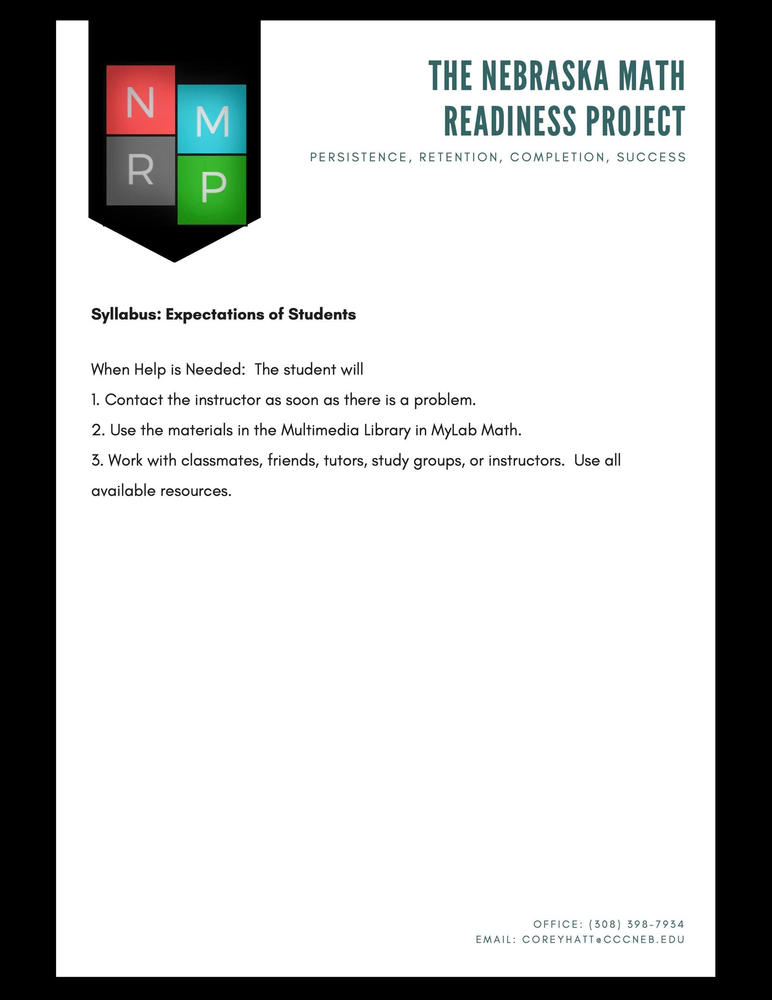 N
M
R
P
THE NEBRASKA MATH
READINESS PROJECT
PERSISTENCE, RETENTION, COMPLETION, SUCCESS
Syllabus: Expectations of Students
When Help is Needed:  The student will
1. Contact the instructor as soon as there is a problem.
2. Use the materials in the Multimedia Library in MyLab Math.
3. Work with classmates, friends, tutors, study groups, or instructors.  Use all
available resources.
OFFICE: (308) 398-7934
EMAIL: COREYHATT@CCCNEB.EDU